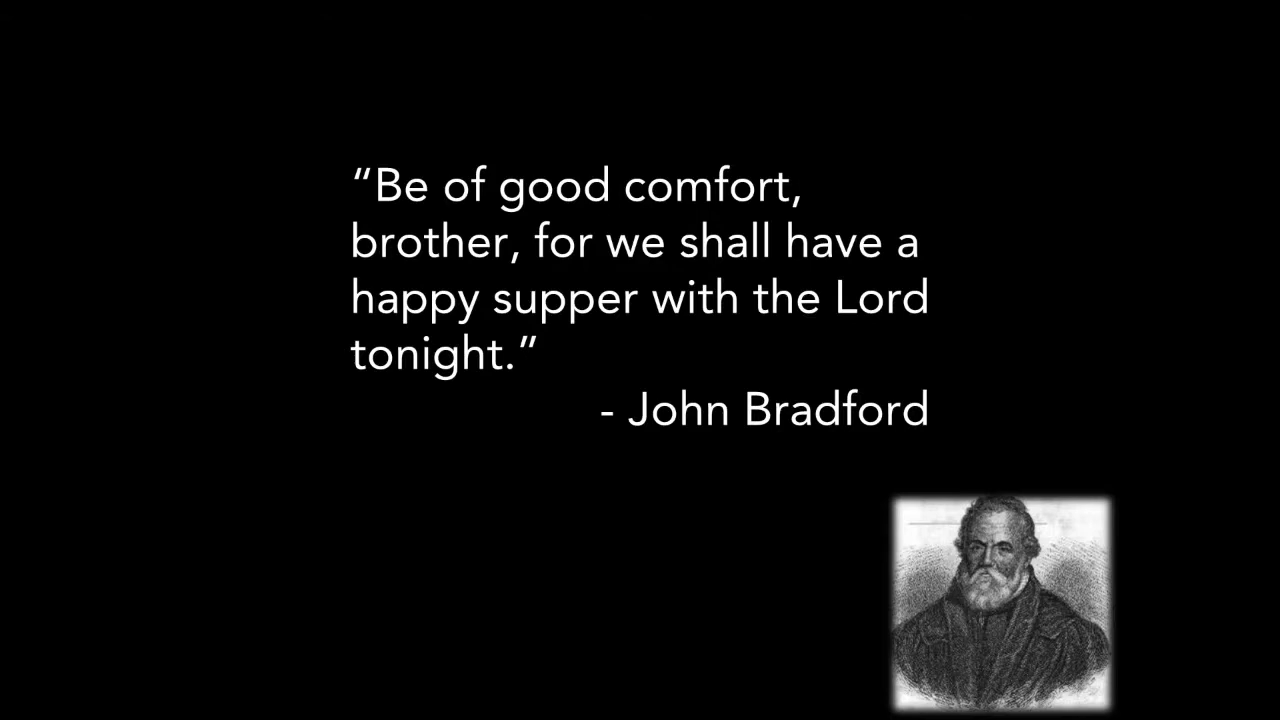 “Be of good comfort,
brother, for we shall have a
happy supper with the Lord
tonight.”
- John Bradford